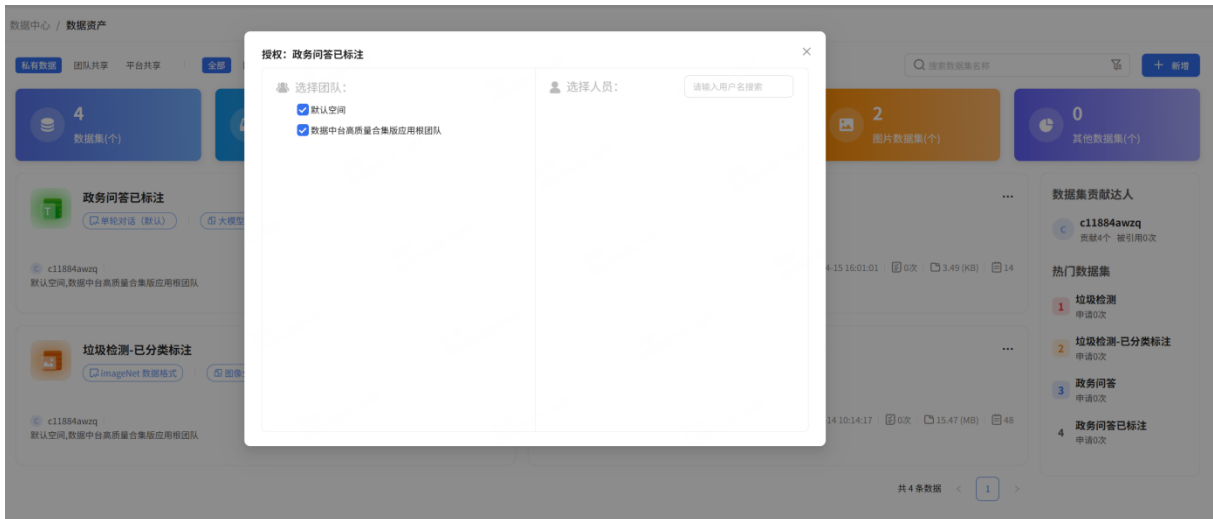 数据中心 / 数据资产
私有数据 团队共享 平台共享 全部
搜索数据集名称
+ 新增
4
数据集(个)
2
图片数据集(个)
0
其他数据集(个)
授权：政务问答已标注
选择团队：
默认空间
数据中台高质量合集版应用根团队
选择人员：
请输入用户名搜索
政务问答已标注
单轮对话（默认） 大模型
C c11884awzq
默认空间,数据中台高质量合集版应用根团队
4-15 16:01:01 0次 3.49 (KB) 14
垃圾检测-已分类标注
imageNet 数据格式 图像
C c11884awzq
默认空间,数据中台高质量合集版应用根团队
14 10:14:17 0次 15.47 (MB) 48
数据集贡献达人
C c11884awzq
贡献4个 被引用0次
热门数据集
1 垃圾检测
申请0次
2 垃圾检测-已分类标注
申请0次
3 政务问答
申请0次
4 政务问答已标注
申请0次
共 4 条数据 < 1 >